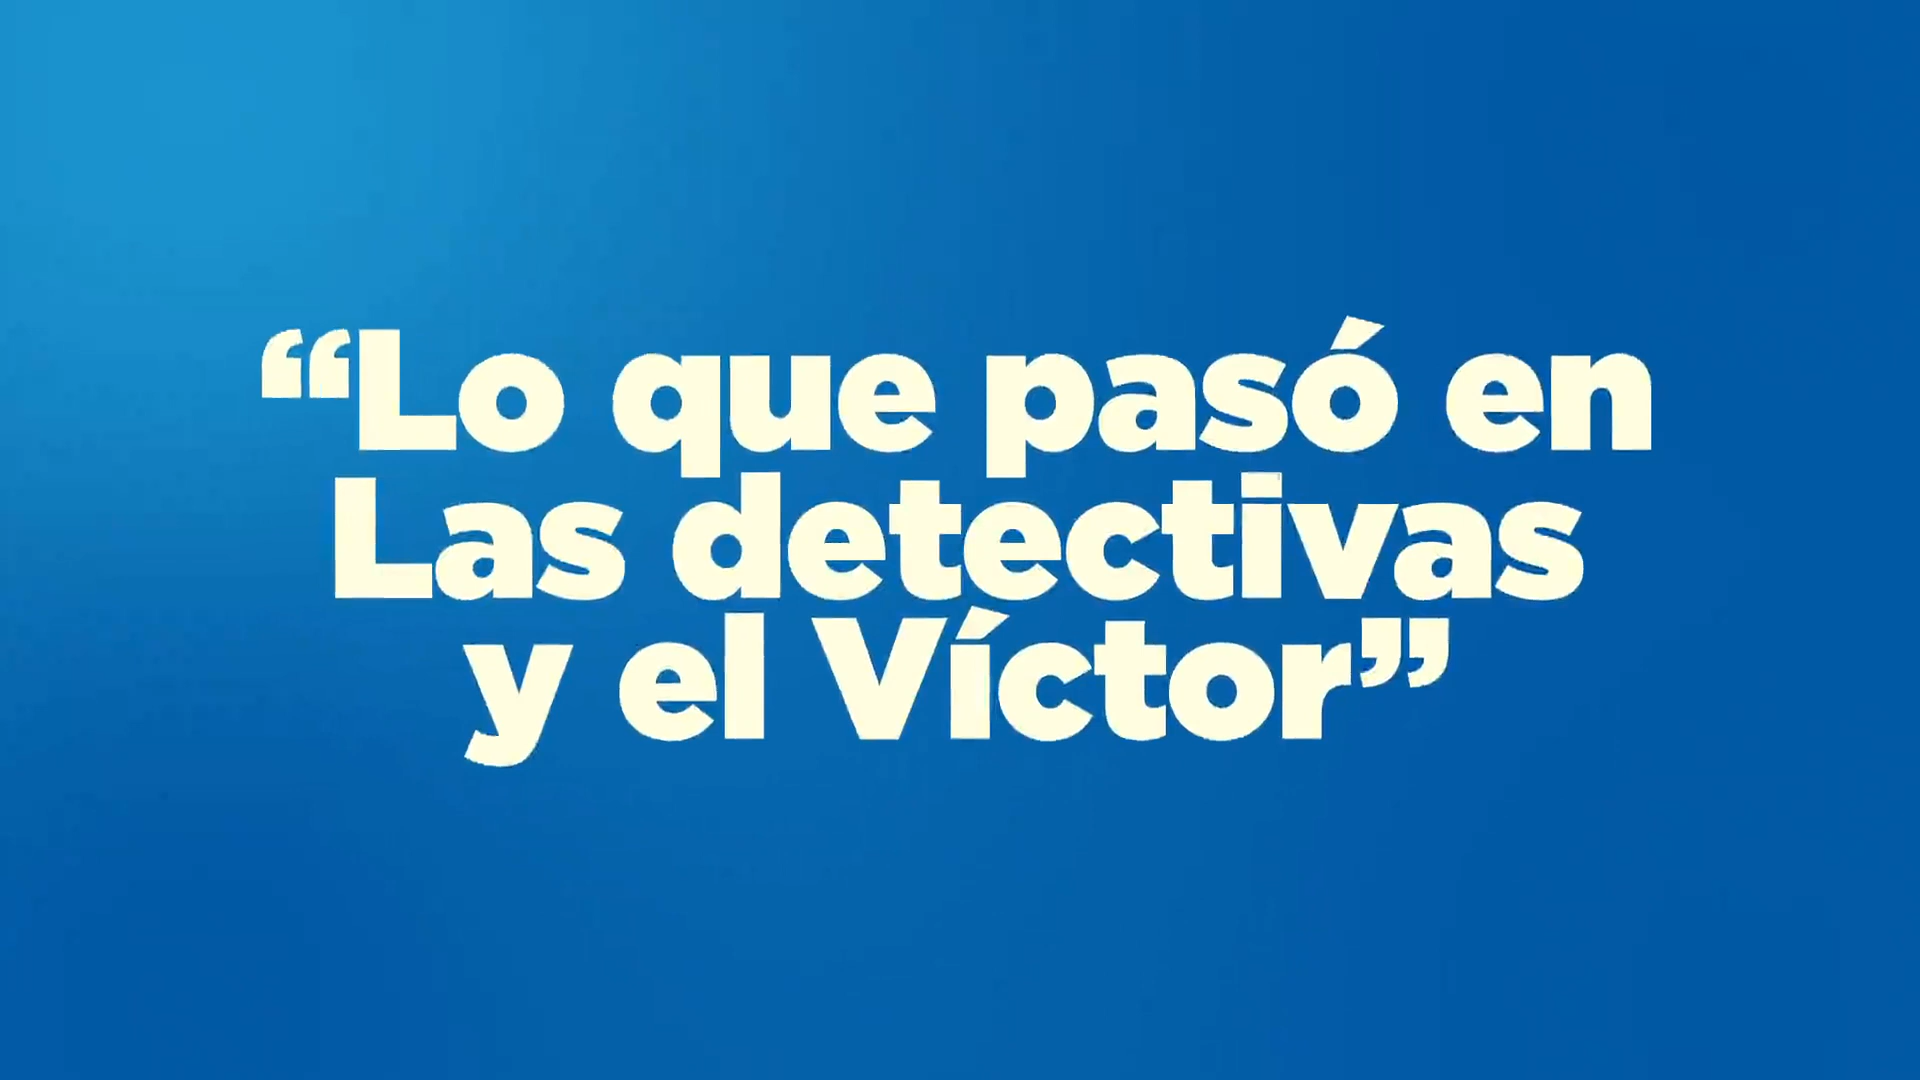 “Lo que pasó en
Las detectivas
y el Víctor”